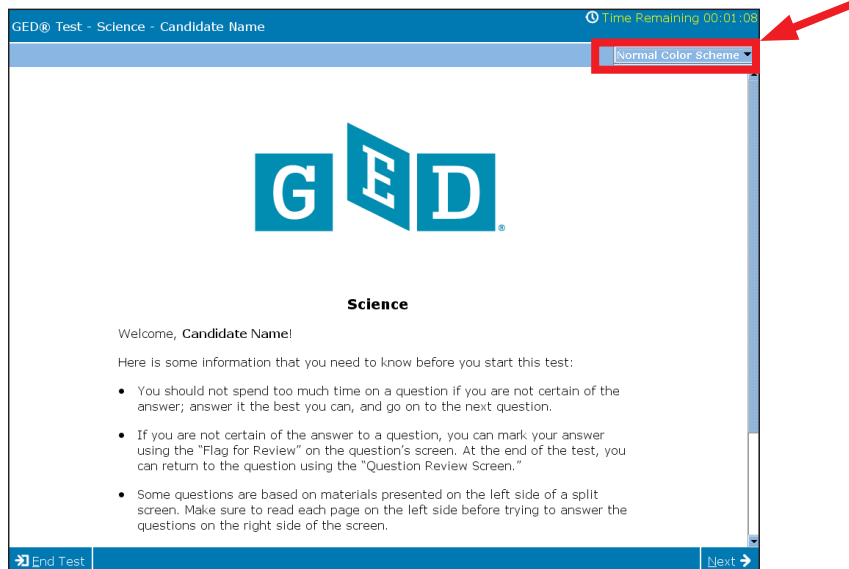 GED® Test - Science - Candidate Name
Time Remaining 00:01:08
Normal Color Scheme
GED®
Science
Welcome, Candidate Name!
Here is some information that you need to know before you start this test:
• You should not spend too much time on a question if you are not certain of the
answer; answer it the best you can, and go on to the next question.
• If you are not certain of the answer to a question, you can mark your answer
using the “Flag for Review” on the question’s screen. At the end of the test, you
can return to the question using the “Question Review Screen.”
• Some questions are based on materials presented on the left side of a split
screen. Make sure to read each page on the left side before trying to answer the
questions on the right side of the screen.
End Test
Next